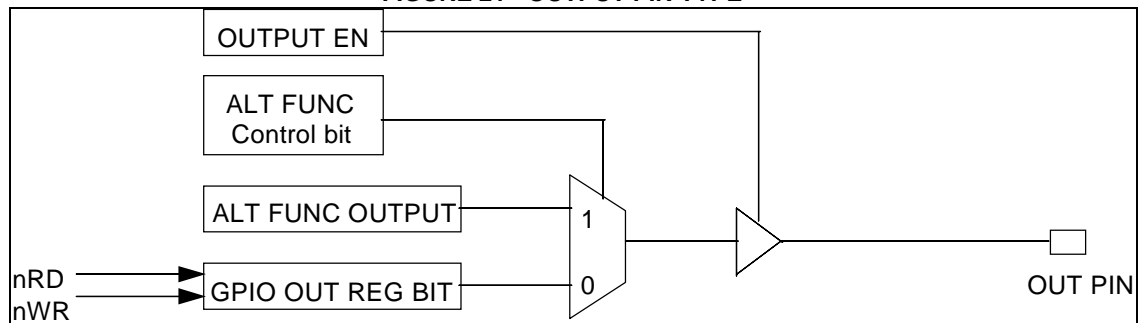 OUTPUT EN
ALT FUNC
Control bit
ALT FUNC OUTPUT
1
nRD
nWR
GPIO OUT REG BIT
0
OUT PIN